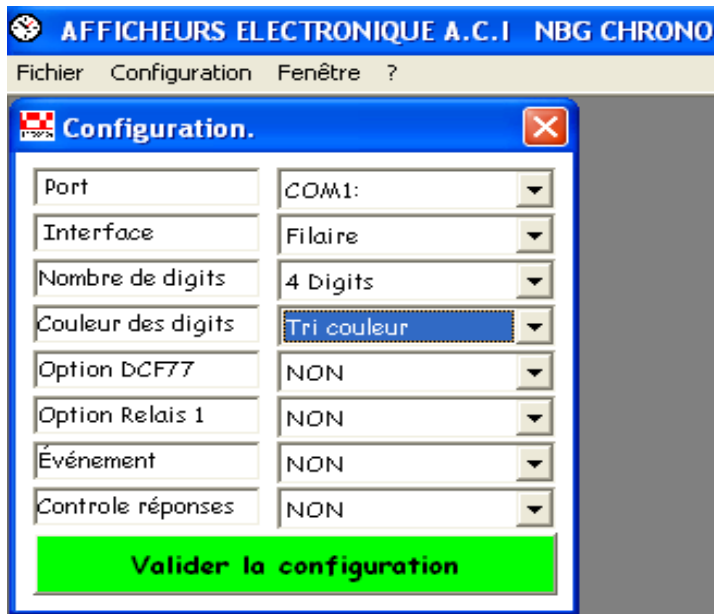 AFFICHEURS ELECTRONIQUE A.C.I NBG CHRONO
Fichier Configuration Fenêtre ?
Configuration.
Port COM1:
Interface Filaire
Nombre de digits 4 Digits
Couleur des digits Tri couleur
Option DCF77 NON
Option Relais 1 NON
Événement NON
Controle réponses NON
Valider la configuration